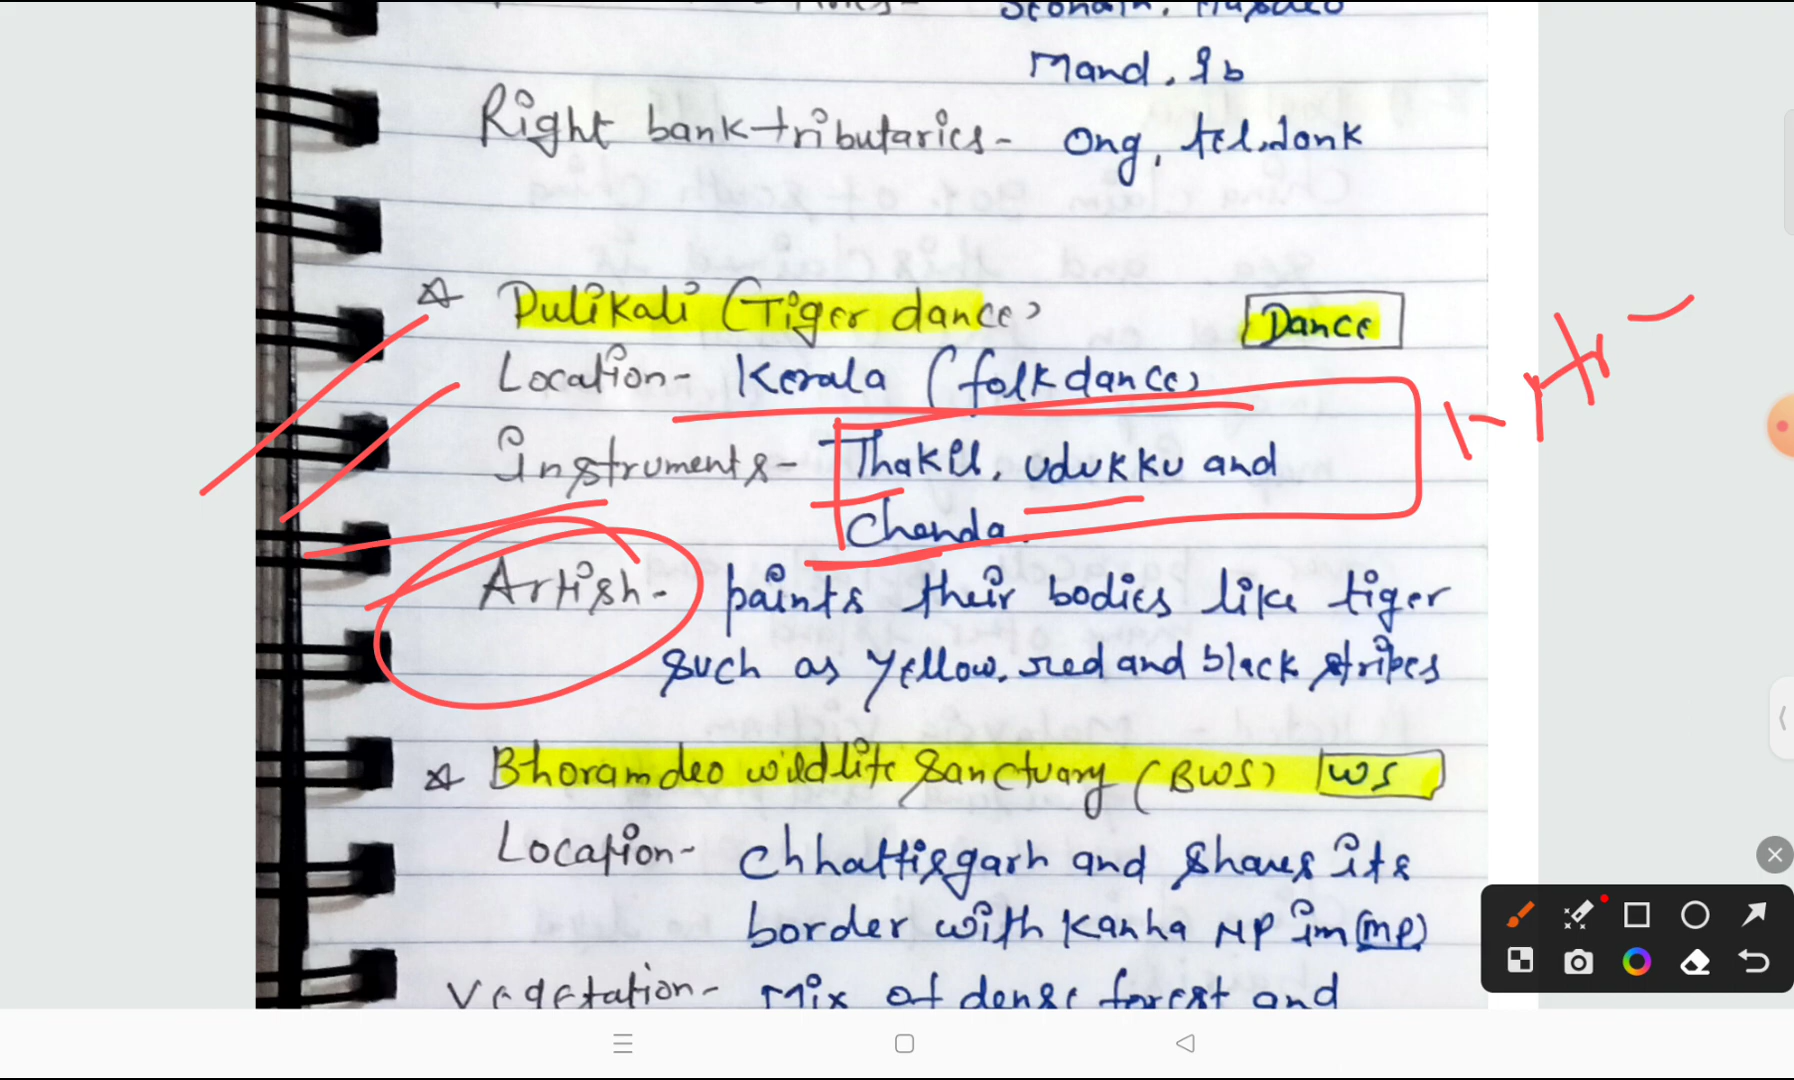 Mand, Ib
Right bank tributaries- Ong, tel, Jonk
Pulikali (Tiger dance) Dance
Location- Kerala (folk dance)
Instruments- Thakil, udukku and
Chenda.
Artish- paints their bodies like tiger
such as yellow, red and black stripes
Bhoramdeo wildlife Sanctuary (BWS) WS
Location- Chhattisgarh and shares its
border with Kanha NP in (MP)
Vegetation- Mix of dense forest and